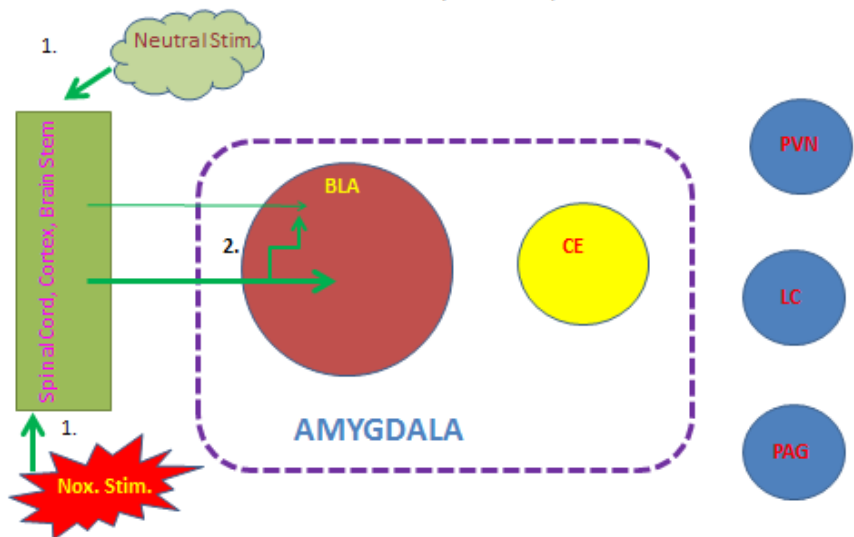 1.
Neutral Stim.
Spinal Cord, Cortex, Brain Stem
BLA
PVN
2.
CE
LC
1.
AMYGDALA
Nox. Stim.
PAG